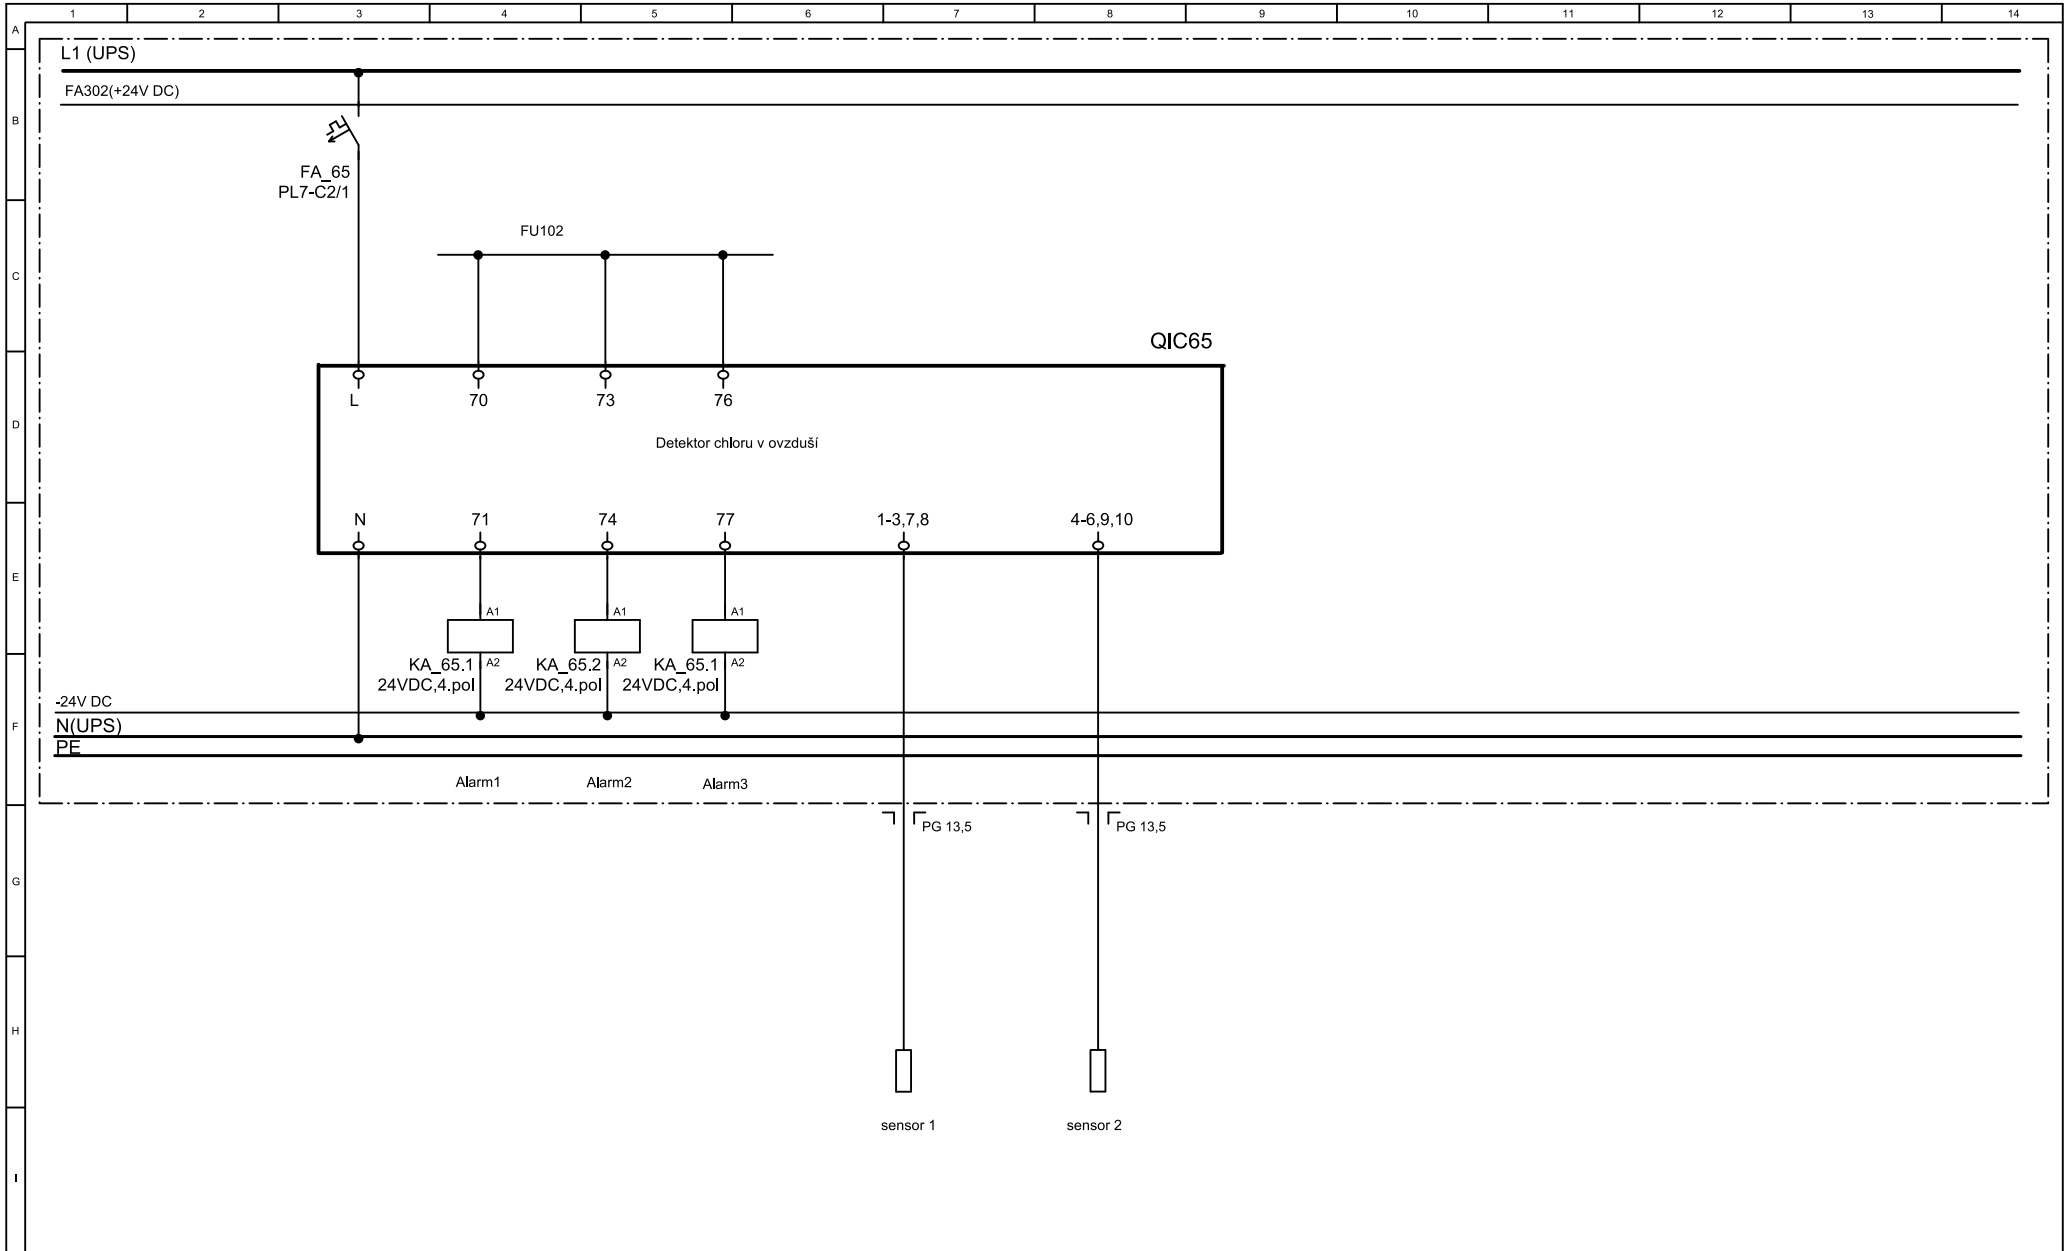 1 2 3 4 5 6 7 8 9 10 11 12 13 14
A
L1 (UPS)
FA302(+24V DC)
B
FA_65
PL7-C2/1
FU102
C
QIC65
L 70 73 76
D
Detektor chloru v ovzduší
N 71 74 77 1-3,7,8 4-6,9,10
E
A1 A1 A1
KA_65.1 A2 KA_65.2 A2 KA_65.1 A2
24VDC,4.pol 24VDC,4.pol 24VDC,4.pol
-24V DC
F
N(UPS)
PE
Alarm1 Alarm2 Alarm3
PG 13,5 PG 13,5
G
H
sensor 1 sensor 2
I